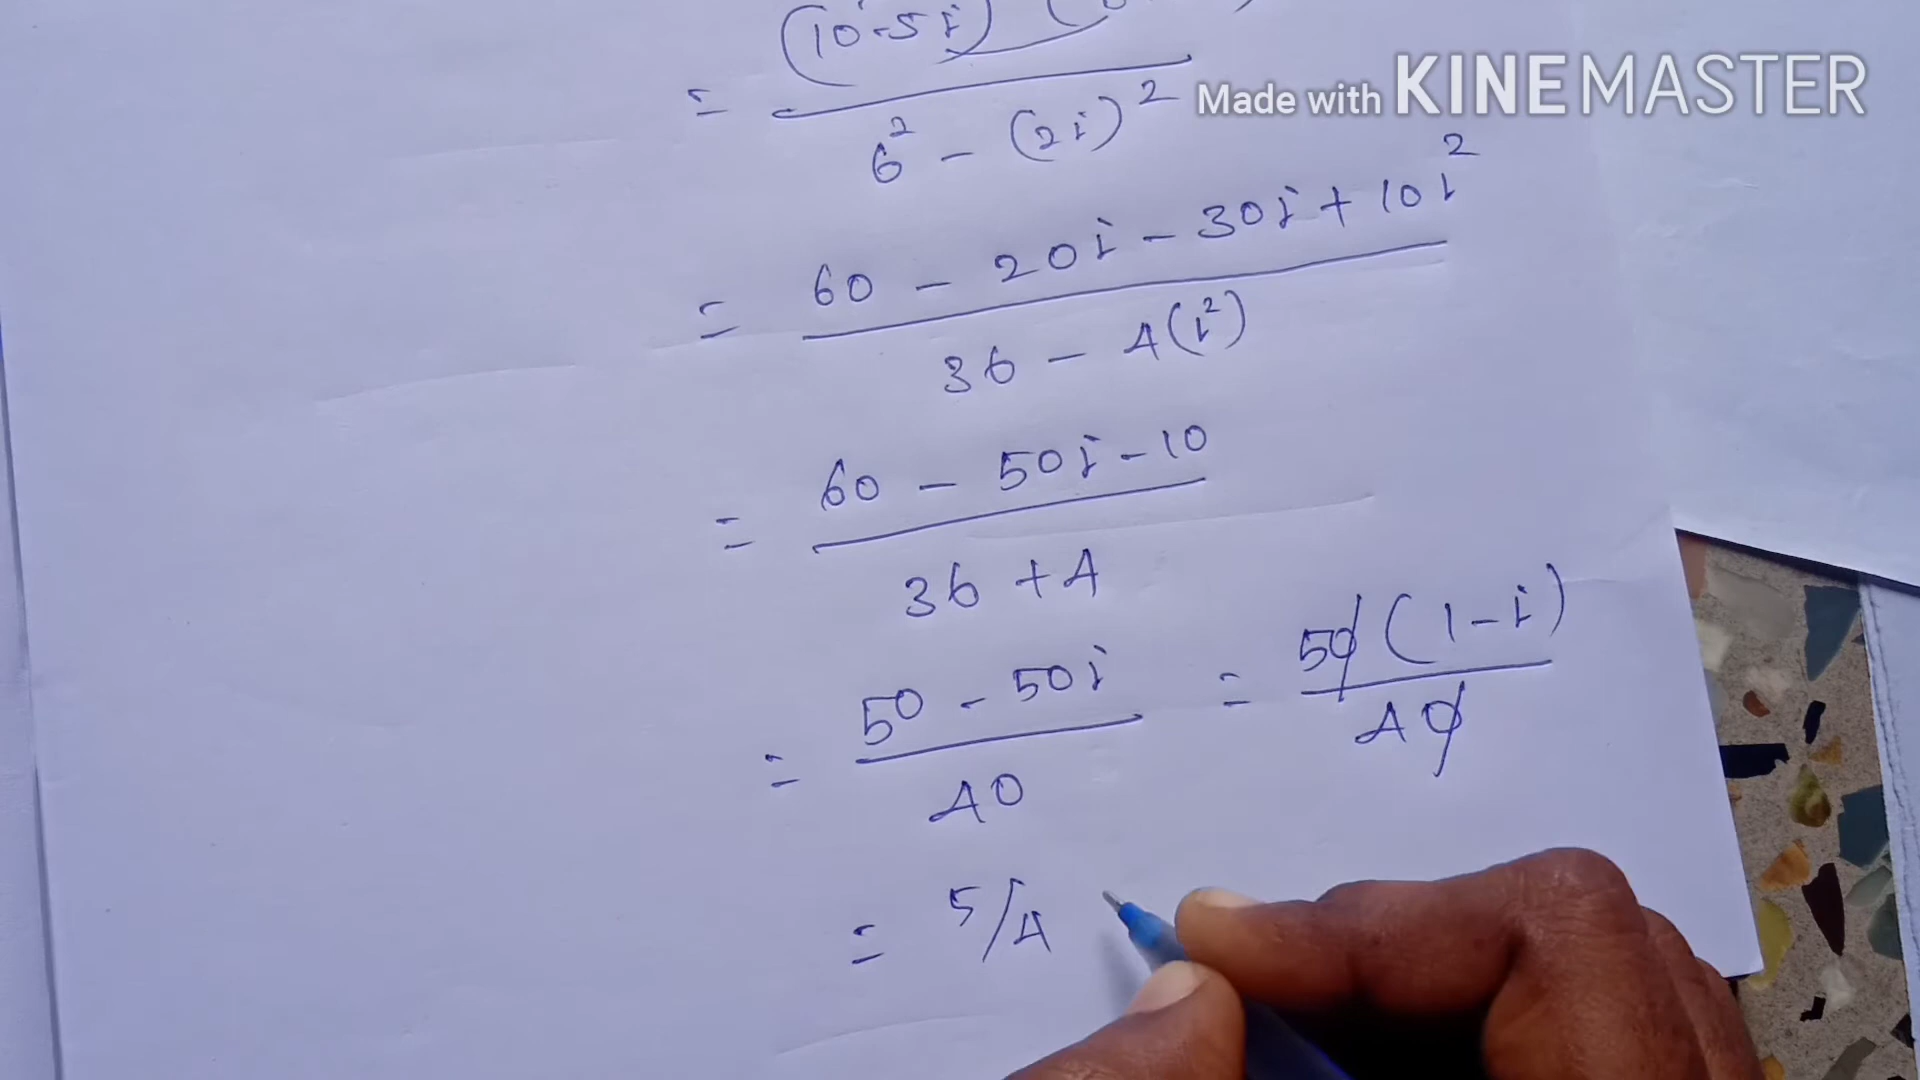 (10-5i) (6
Made with KINEMASTER
= 6² - (2i)²
60 - 20i - 30i + 10i²
= 36 - 4(i²)
60 - 50i - 10
= 36 + 4
50 - 50i = 50(1-i)
= 40 40
= 5/4